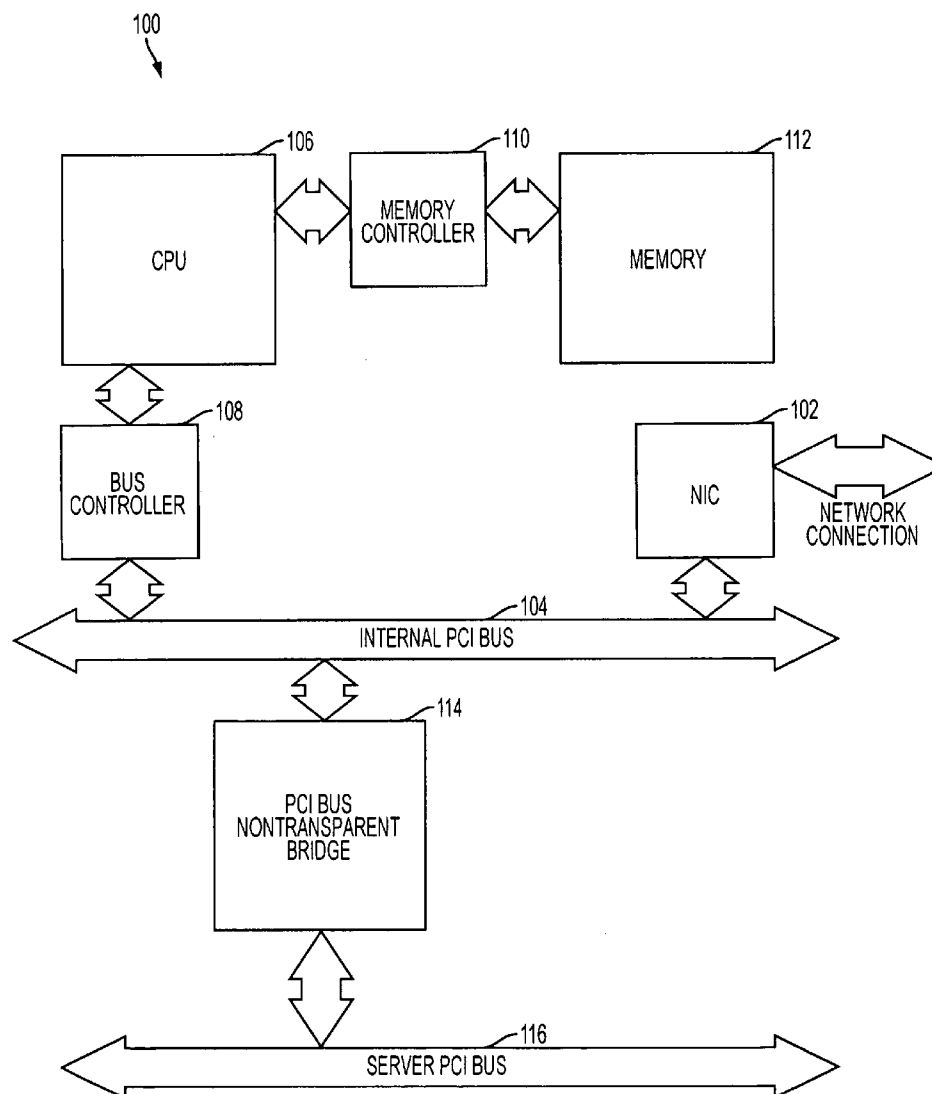 100
106
110
112
CPU
MEMORY
CONTROLLER
MEMORY
108
102
BUS
CONTROLLER
NIC
NETWORK
CONNECTION
104
INTERNAL PCI BUS
114
PCI BUS
NONTRANSPARENT
BRIDGE
116
SERVER PCI BUS